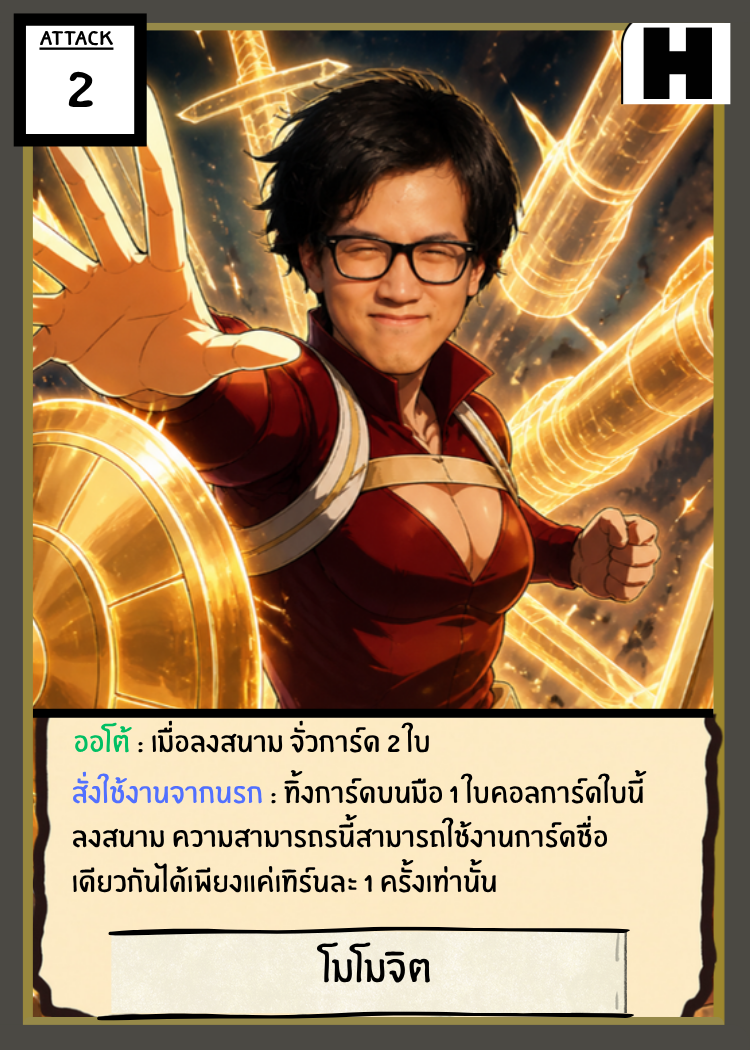 ATTACK
2
H
ออโต้ : เมื่อลงสนาม จั่วการ์ด 2 ใบ
สั่งใช้งานจากนรก : ทิ้งการ์ดบนมือ 1 ใบคอลการ์ดใบนี้
ลงสนาม ความสามารถรนี้สามารถใช้งานการ์ดชื่อ
เดียวกันได้เพียงแค่เทิร์นละ 1 ครั้งเท่านั้น
โมโมจิต